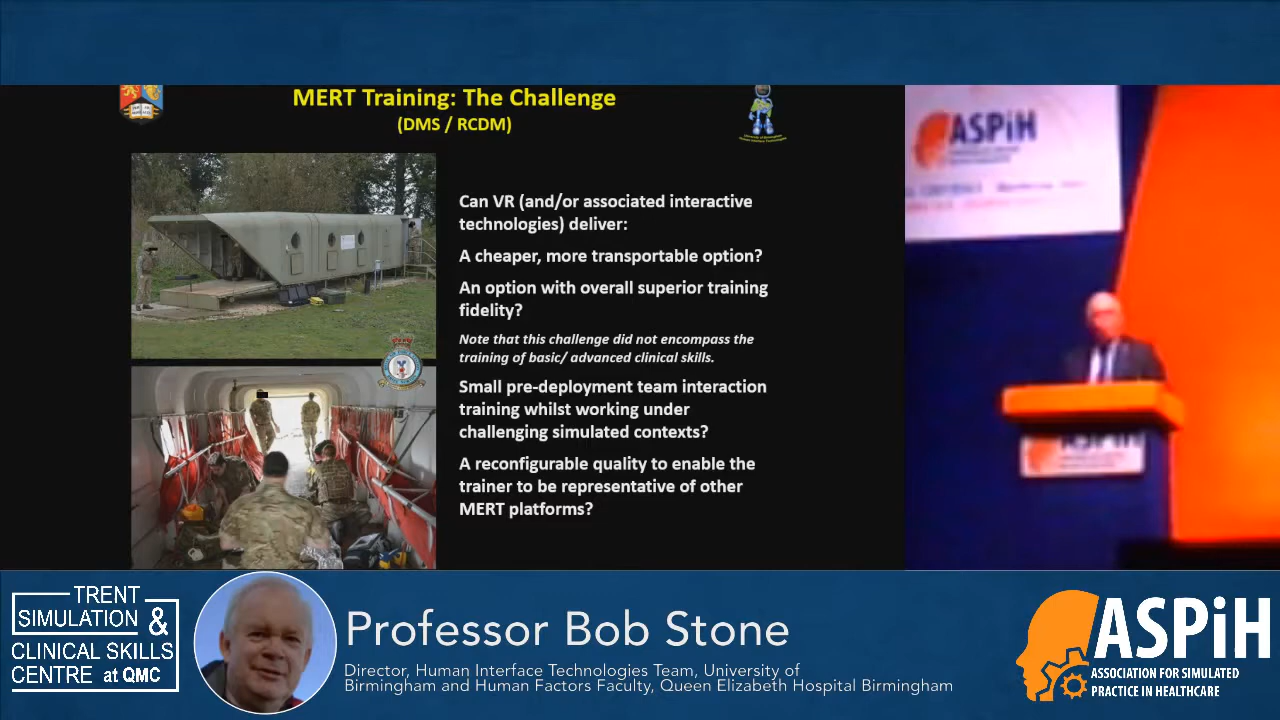 MERT Training: The Challenge
(DMS / RCDM)
Can VR (and/or associated interactive
technologies) deliver:
A cheaper, more transportable option?
An option with overall superior training
fidelity?
Note that this challenge did not encompass the
training of basic/ advanced clinical skills.
Small pre-deployment team interaction
training whilst working under
challenging simulated contexts?
A reconfigurable quality to enable the
trainer to be representative of other
MERT platforms?
ASPiH
ASPiH
TRENT
SIMULATION &
CLINICAL SKILLS
CENTRE at QMC
Professor Bob Stone
Director, Human Interface Technologies Team, University of
Birmingham and Human Factors Faculty, Queen Elizabeth Hospital Birmingham
ASPiH
ASSOCIATION FOR SIMULATED
PRACTICE IN HEALTHCARE